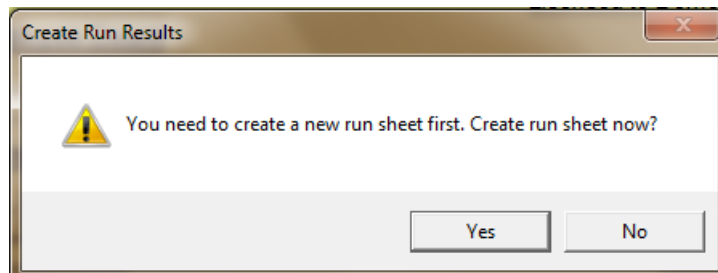 Create Run Results
You need to create a new run sheet first. Create run sheet now?
Yes
No